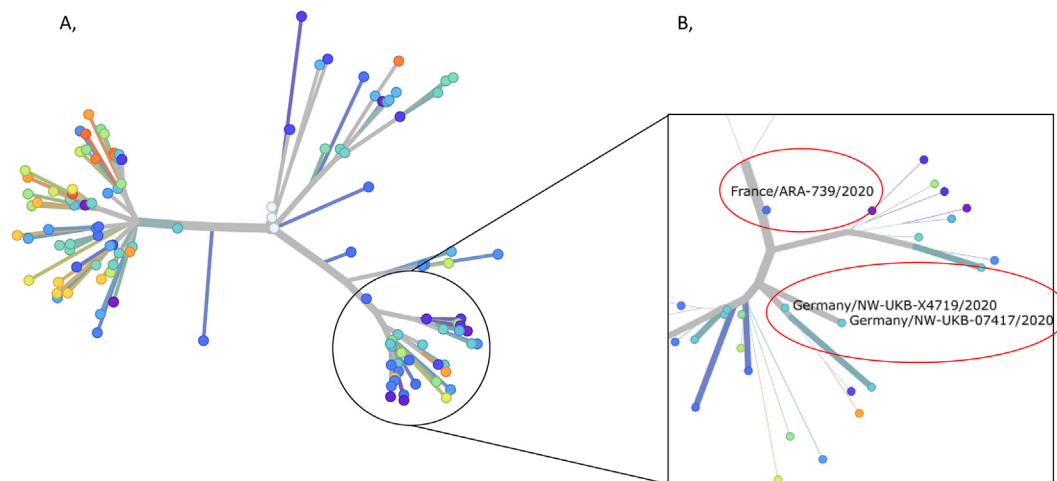 A,
B,
France/ARA-739/2020
Germany/NW-UKB-X4719/2020
Germany/NW-UKB-07417/2020